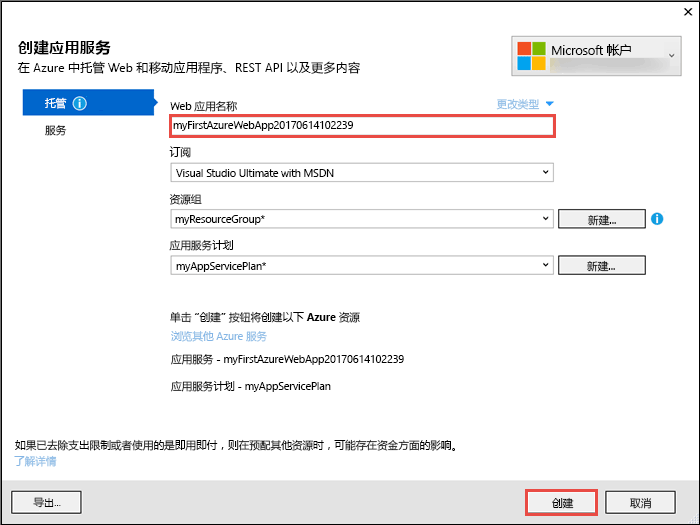 创建应用服务
在 Azure 中托管 Web 和移动应用程序、REST API 以及更多内容
Microsoft 帐户
托管
服务
Web 应用名称
更改类型
myFirstAzureWebApp20170614102239
订阅
Visual Studio Ultimate with MSDN
资源组
myResourceGroup*
新建...
应用服务计划
myAppServicePlan*
新建...
单击 “创建” 按钮将创建以下 Azure 资源
浏览其他 Azure 服务
应用服务 - myFirstAzureWebApp20170614102239
应用服务计划 - myAppServicePlan
如果已去除支出限制或者使用的是即用即付，则在预配其他资源时，可能存在资金方面的影响。
了解详情
导出...
创建
取消